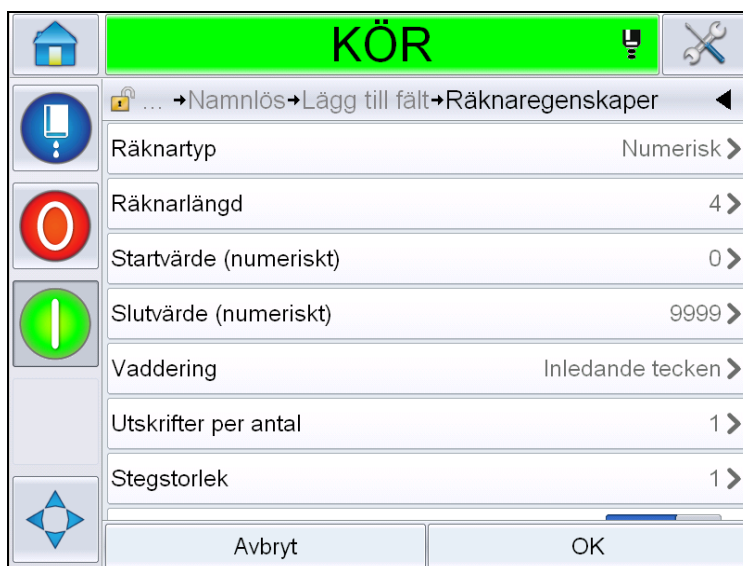 KÖR
... →Namnlös→Lägg till fält→Räknaregenskaper
Räknartyp Numerisk
Räknarlängd 4
Startvärde (numeriskt) 0
Slutvärde (numeriskt) 9999
Vaddering Inledande tecken
Utskrifter per antal 1
Stegstorlek 1
Avbryt OK